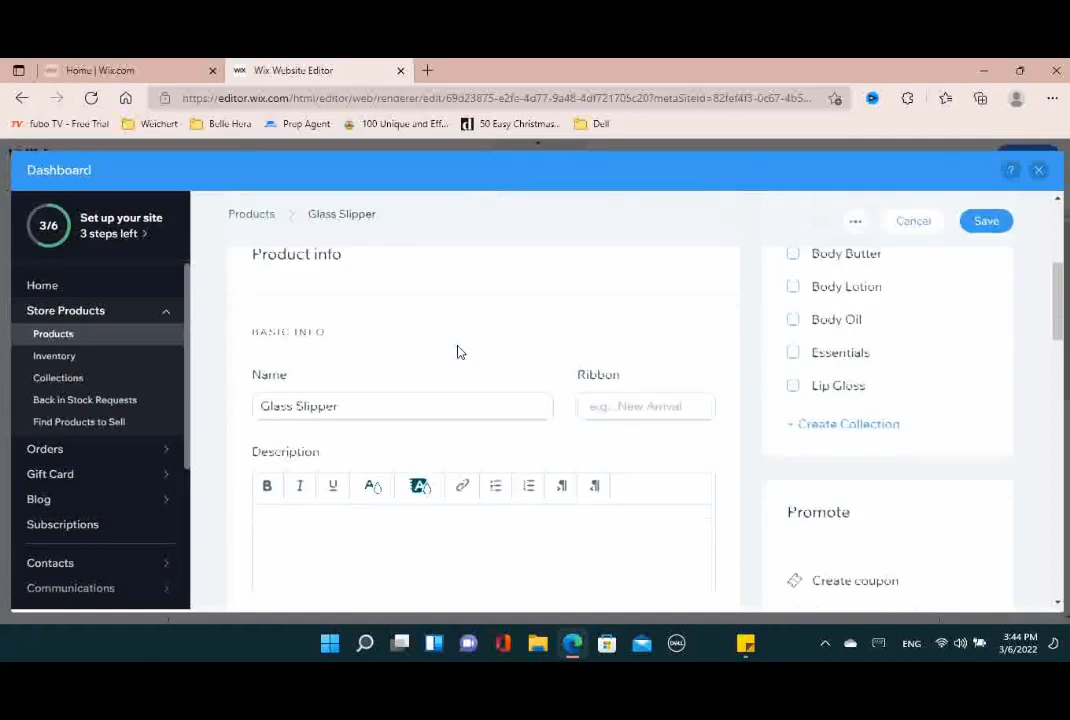 Home | Wix.com
WIX Wix Website Editor
https://editor.wix.com/html/editor/web/renderer/edit/69d23875-e2fe-4d77-9a48-4df721705c20?metaSiteId=82fef4f3-0c67-4b5...
fubo TV - Free Trial
Weichert
Belle Hera
Prep Agent
100 Unique and Eff...
50 Easy Christmas...
Dell
Dashboard
?
3/6
Set up your site
3 steps left >
Products > Glass Slipper
... Cancel Save
Home
Store Products
Products
Inventory
Collections
Back in Stock Requests
Find Products to Sell
Orders
Gift Card
Blog
Subscriptions
Contacts
Communications
Product info
BASIC INFO
Name
Ribbon
Glass Slipper
e.g., New Arrival
Description
B I U A A
Body Butter
Body Lotion
Body Oil
Essentials
Lip Gloss
+ Create Collection
Promote
Create coupon
DELL
ENG
3:44 PM
3/6/2022